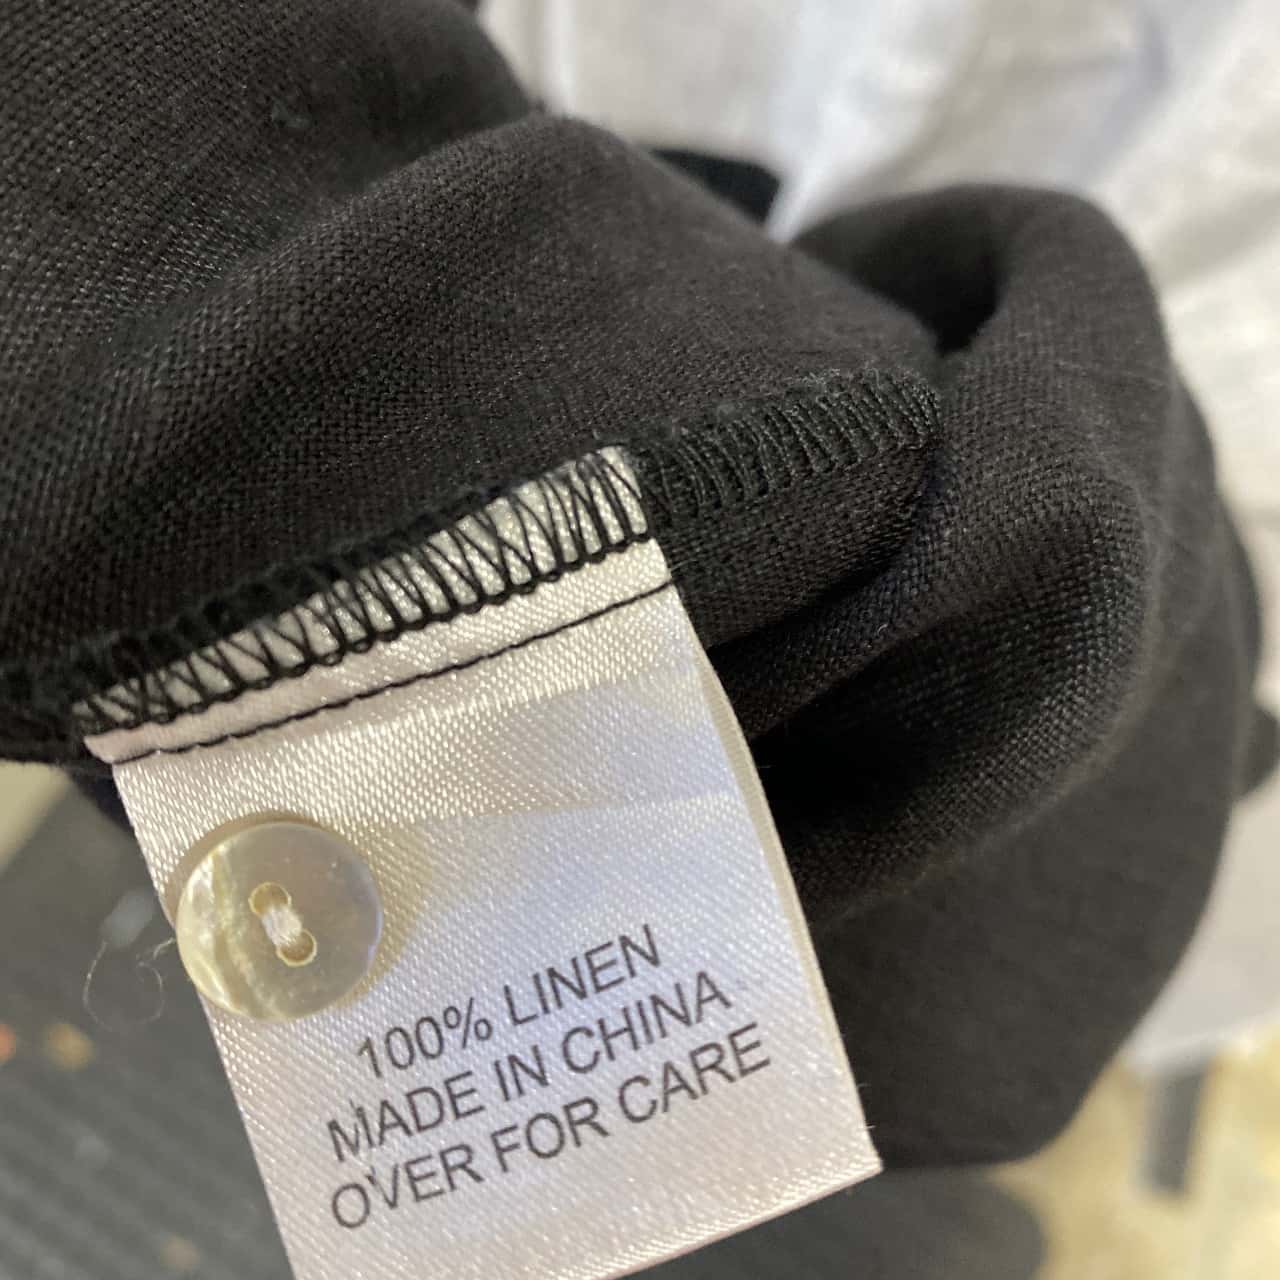 100% LINEN
MADE IN CHINA
OVER FOR CARE